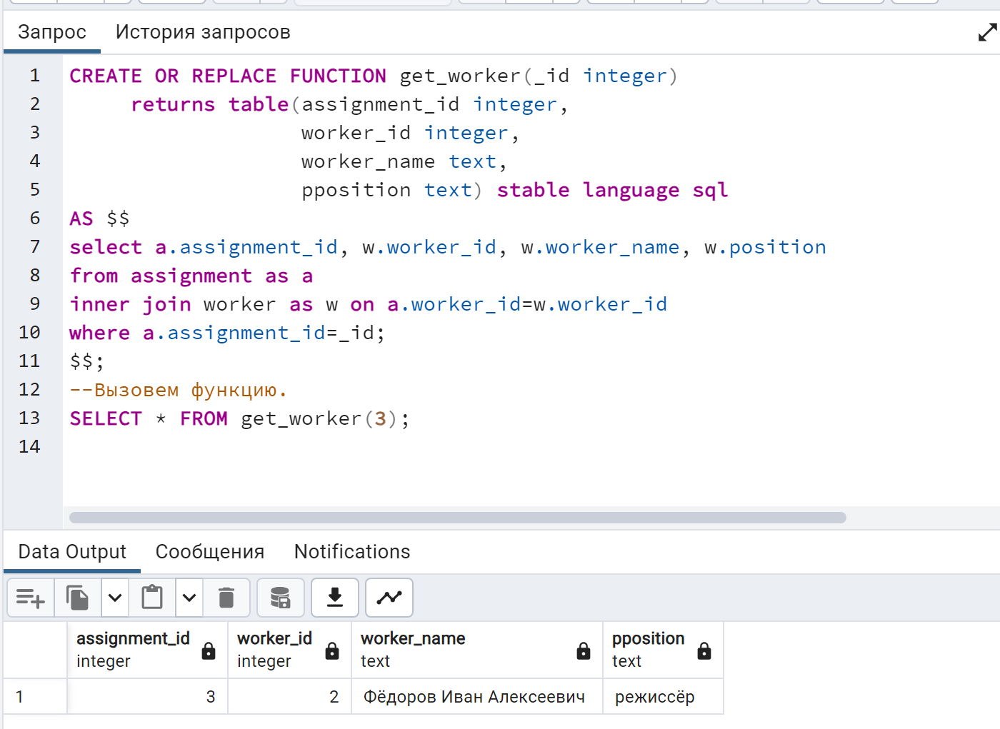 Запрос История запросов
1 CREATE OR REPLACE FUNCTION get_worker(_id integer)
2 returns table(assignment_id integer,
3 worker_id integer,
4 worker_name text,
5 pposition text) stable language sql
6 AS $$
7 select a.assignment_id, w.worker_id, w.worker_name, w.position
8 from assignment as a
9 inner join worker as w on a.worker_id=w.worker_id
10 where a.assignment_id=_id;
11 $$;
12 --Вызовем функцию.
13 SELECT * FROM get_worker(3);
14
Data Output Сообщения Notifications
assignment_id worker_id worker_name pposition
integer integer text text
1 3 2 Фёдоров Иван Алексеевич режиссёр